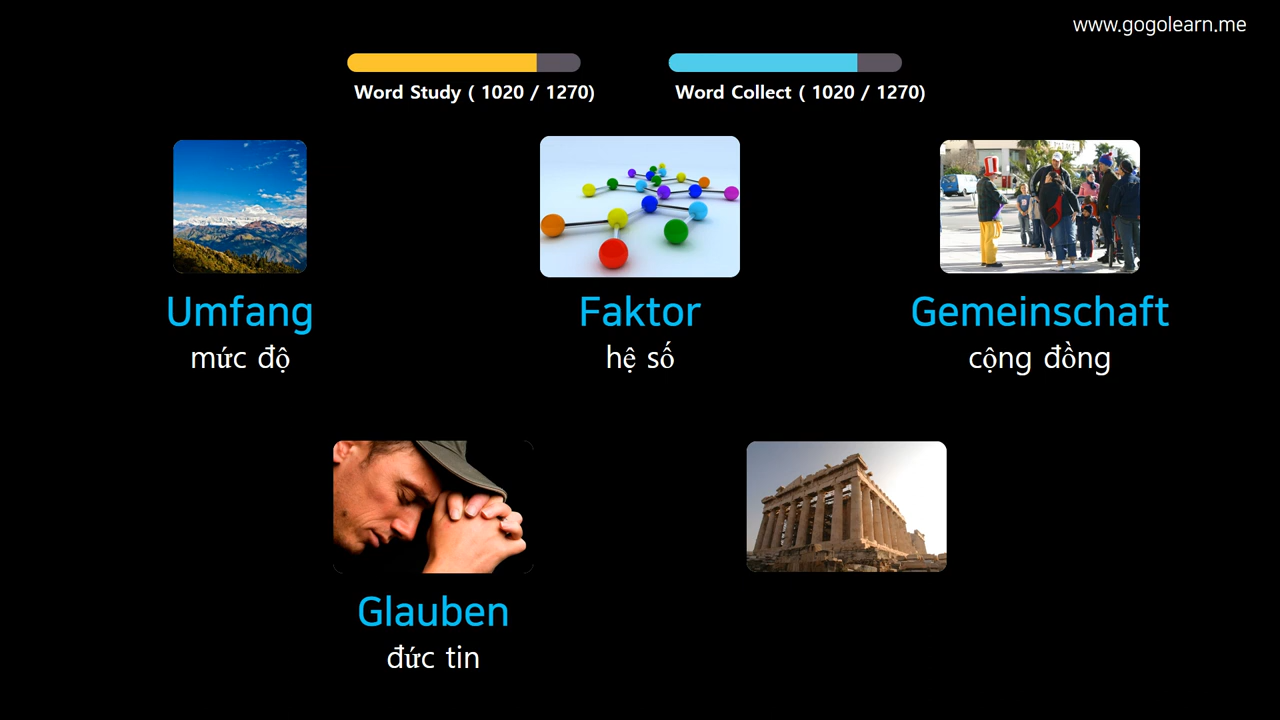 www.gogolearn.me
Word Study ( 1020 / 1270)
Word Collect ( 1020 / 1270)
Umfang
mức độ
Faktor
hệ số
Gemeinschaft
cộng đồng
Glauben
đức tin